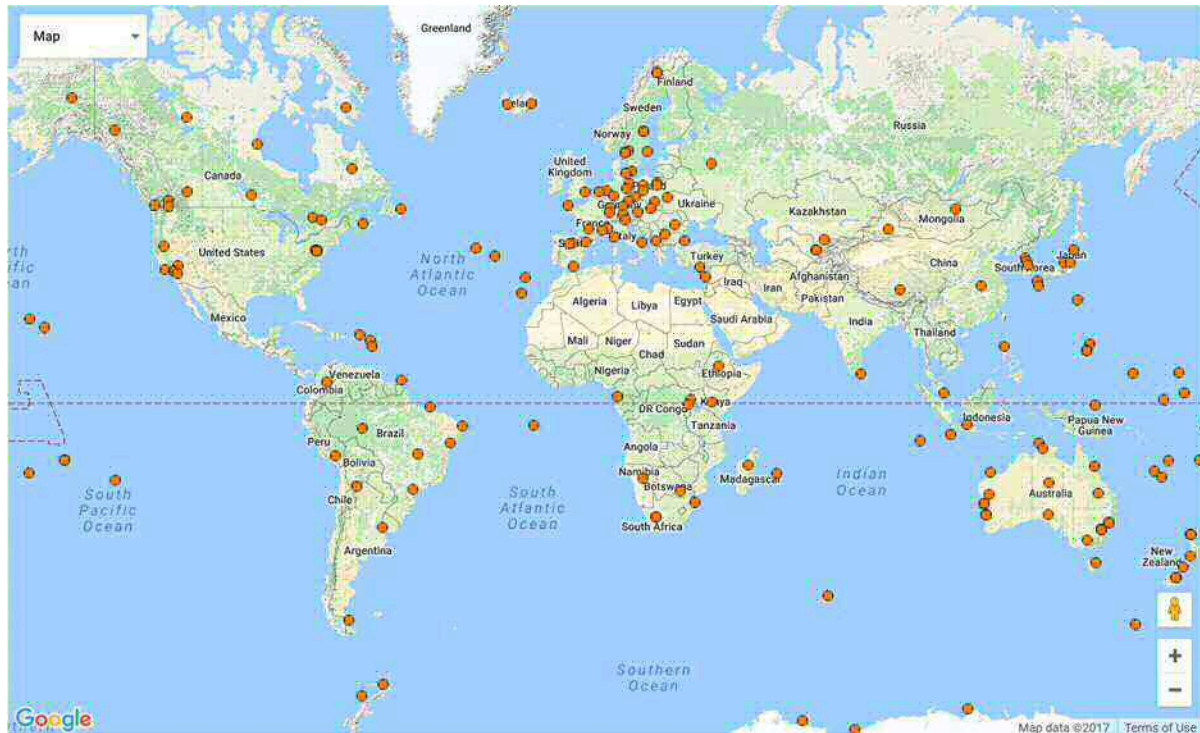 Map
Greenland
Iceland
Finland
Sweden
Norway
Russia
United
Kingdom
Canada
Ukraine
Kazakhstan
Mongolia
France
Italy
United States
North
Atlantic
Ocean
Turkey
China
South Korea
Japan
Afghanistan
Iraq
Iran
Pakistan
Algeria
Libya
Egypt
Saudi Arabia
India
Mexico
Mali
Niger
Sudan
Chad
Thailand
Nigeria
Ethiopia
Venezuela
Colombia
DR Congo
Kenya
Indonesia
Papua New
Guinea
Tanzania
Brazil
Peru
Angola
Bolivia
Namibia
Botswana
Madagascar
Indian
Ocean
Australia
South
Pacific
Ocean
Chile
South
Atlantic
Ocean
South Africa
Argentina
New
Zealand
Southern
Ocean
Google
Map data ©2017
Terms of Use